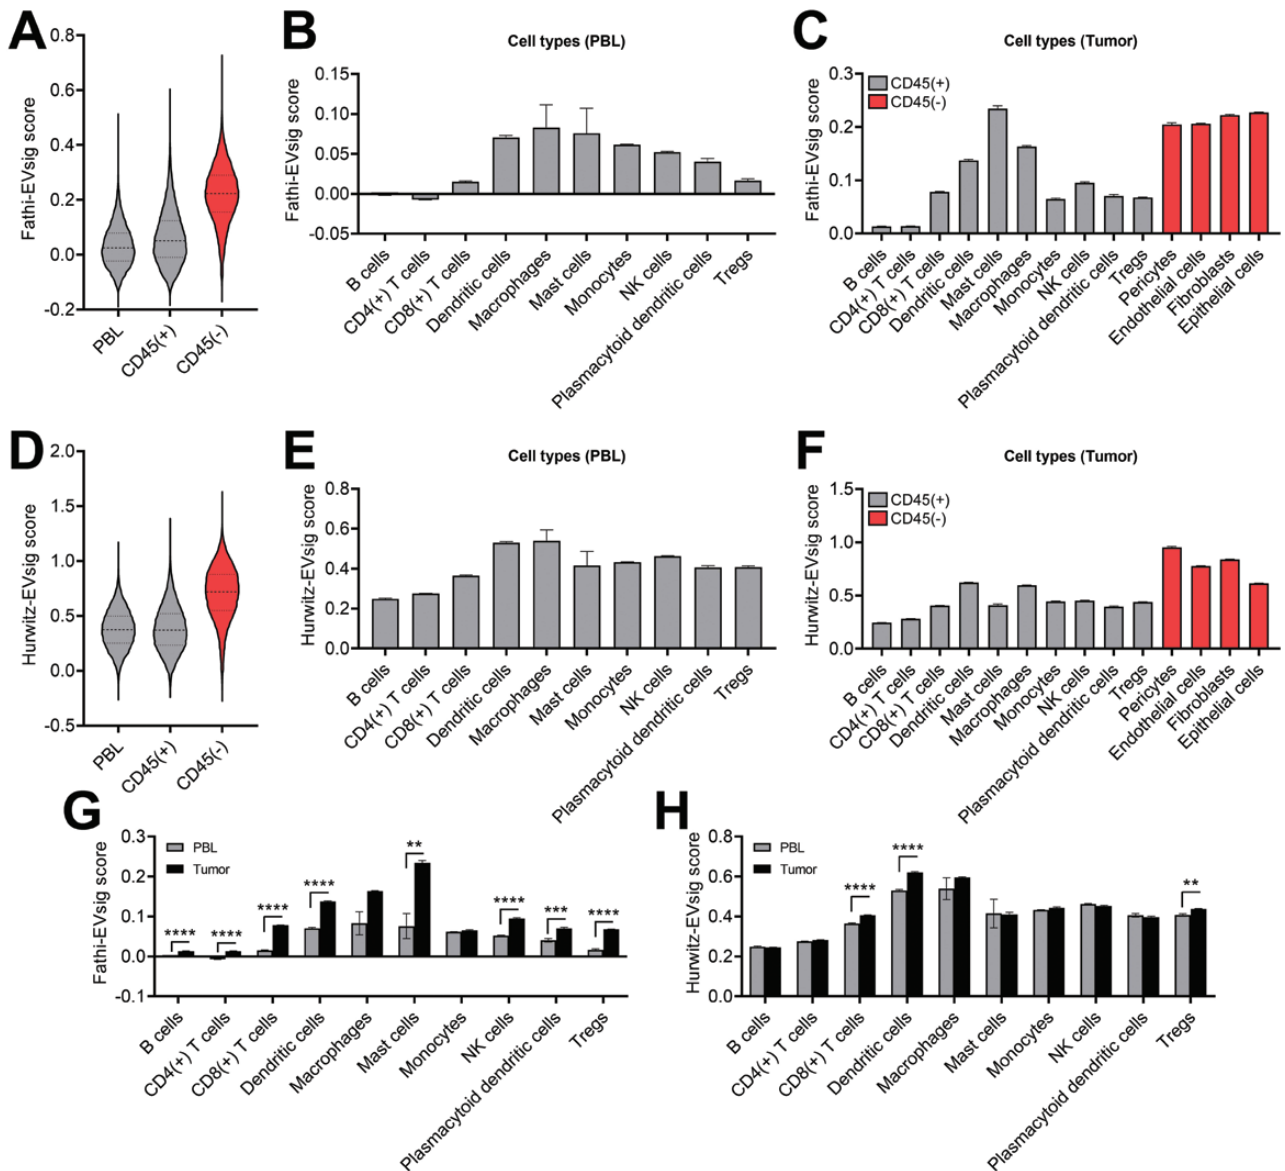 A
0.8
0.6
0.4
0.2
0.0
-0.2
Fathi-EVsig score
PBL
CD45(+)
CD45(-)
B
Cell types (PBL)
0.15
0.10
0.05
0.00
-0.05
Fathi-EVsig score
B cells
CD4(+) T cells
CD8(+) T cells
Dendritic cells
Macrophages
Mast cells
Monocytes
NK cells
Plasmacytoid dendritic cells
Tregs
C
Cell types (Tumor)
CD45(+)
CD45(-)
0.3
0.2
0.1
0.0
Fathi-EVsig score
B cells
CD4(+) T cells
CD8(+) T cells
Dendritic cells
Mast cells
Macrophages
Monocytes
NK cells
Plasmacytoid dendritic cells
Tregs
Pericytes
Endothelial cells
Fibroblasts
Epithelial cells
D
2.0
1.5
1.0
0.5
0.0
-0.5
Hurwitz-EVsig score
PBL
CD45(+)
CD45(-)
E
Cell types (PBL)
0.8
0.6
0.4
0.2
0.0
Hurwitz-EVsig score
B cells
CD4(+) T cells
CD8(+) T cells
Dendritic cells
Macrophages
Mast cells
Monocytes
NK cells
Plasmacytoid dendritic cells
Tregs
F
Cell types (Tumor)
CD45(+)
CD45(-)
1.5
1.0
0.5
0.0
Hurwitz-EVsig score
B cells
CD4(+) T cells
CD8(+) T cells
Dendritic cells
Mast cells
Macrophages
Monocytes
NK cells
Plasmacytoid dendritic cells
Tregs
Pericytes
Endothelial cells
Fibroblasts
Epithelial cells
G
PBL
Tumor
0.3
0.2
0.1
0.0
-0.1
Fathi-EVsig score
****
****
****
****
**
****
***
****
B cells
CD4(+) T cells
CD8(+) T cells
Dendritic cells
Macrophages
Mast cells
Monocytes
NK cells
Plasmacytoid dendritic cells
Tregs
H
PBL
Tumor
0.8
0.6
0.4
0.2
0.0
Hurwitz-EVsig score
****
****
**
B cells
CD4(+) T cells
CD8(+) T cells
Dendritic cells
Macrophages
Mast cells
Monocytes
NK cells
Plasmacytoid dendritic cells
Tregs